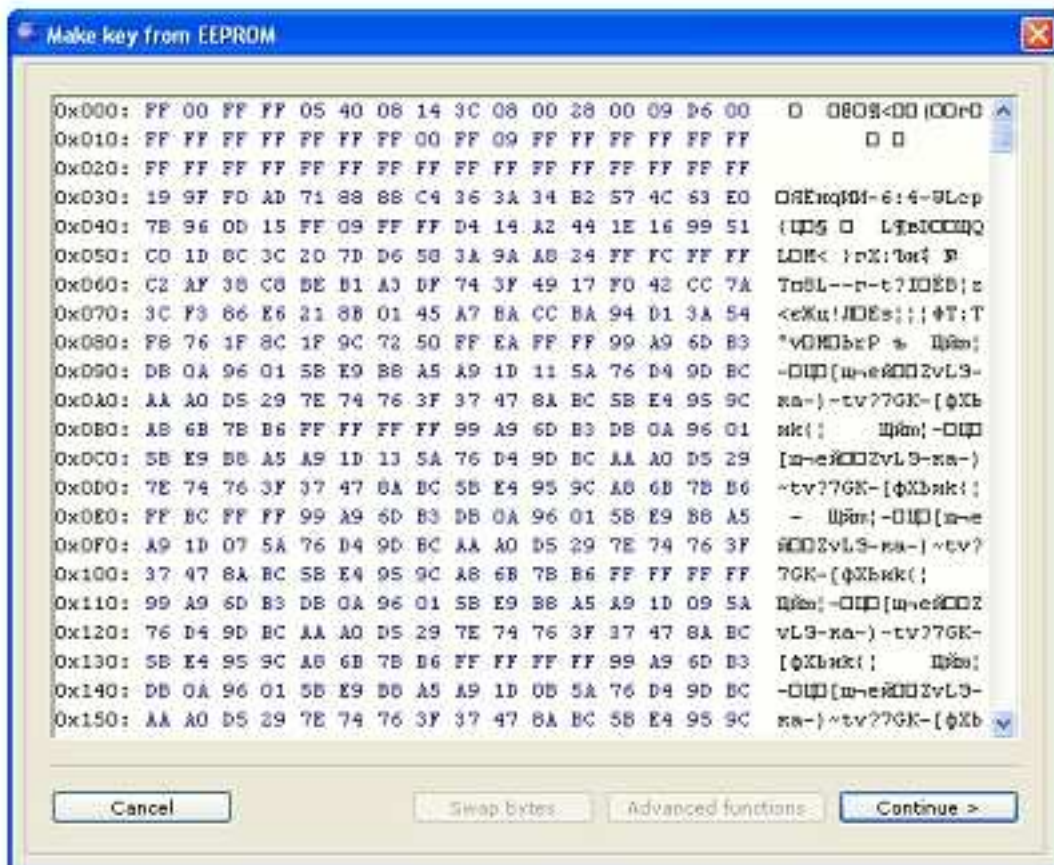 Make key from EEPROM
0x000: FF 00 FF FF 05 40 08 14 3C 08 00 28 00 09 D6 00
0x010: FF FF FF FF FF FF FF 00 FF 09 FF FF FF FF FF FF
0x020: FF FF FF FF FF FF FF FF FF FF FF FF FF FF FF FF
0x030: 19 9F F0 AD 71 88 88 C4 36 3A 34 B2 57 4C 63 E0
0x040: 7B 96 0D 15 FF 09 FF FF D4 14 A2 44 1E 16 99 51
0x050: C0 1D 8C 3C 20 7D D6 58 3A 9A A8 24 FF FC FF FF
0x060: C2 AF 38 C8 BE B1 A3 DF 74 3F 49 17 F0 42 CC 7A
0x070: 3C F3 86 E6 21 8B 01 45 A7 BA CC BA 94 D1 3A 54
0x080: F8 76 1F 8C 1F 9C 72 50 FF EA FF FF 99 A9 6D B3
0x090: DB 0A 96 01 5B E9 B8 A5 A9 1D 11 5A 76 D4 9D BC
0x0A0: AA A0 D5 29 7E 74 76 3F 37 47 8A BC 5B E4 95 9C
0x0B0: A8 6B 7B B6 FF FF FF FF 99 A9 6D B3 DB 0A 96 01
0x0C0: 5B E9 B8 A5 A9 1D 13 5A 76 D4 9D BC AA A0 D5 29
0x0D0: 7E 74 76 3F 37 47 8A BC 5B E4 95 9C A8 6B 7B B6
0x0E0: FF BC FF FF 99 A9 6D B3 DB 0A 96 01 5B E9 B8 A5
0x0F0: A9 1D 07 5A 76 D4 9D BC AA A0 D5 29 7E 74 76 3F
0x100: 37 47 8A BC 5B E4 95 9C A8 6B 7B B6 FF FF FF FF
0x110: 99 A9 6D B3 DB 0A 96 01 5B E9 B8 A5 A9 1D 09 5A
0x120: 76 D4 9D BC AA A0 D5 29 7E 74 76 3F 37 47 8A BC
0x130: 5B E4 95 9C A8 6B 7B B6 FF FF FF FF 99 A9 6D B3
0x140: DB 0A 96 01 5B E9 B8 A5 A9 1D 0B 5A 76 D4 9D BC
0x150: AA A0 D5 29 7E 74 76 3F 37 47 8A BC 5B E4 95 9C
Cancel Swap bytes Advanced functions Continue >